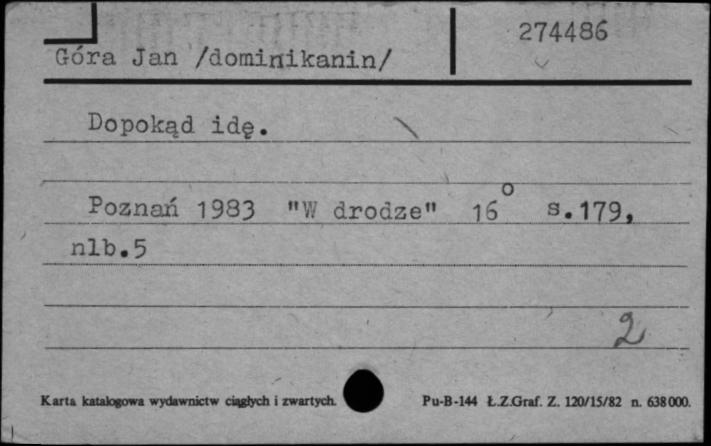 274486
Góra Jan /dominikanin/
Dopokąd idę.
Poznań 1983 "W drodze" 16° s.179,
nlb.5
2
Karta katalogowa wydawnictw ciągłych i zwartych. Pu-B-144 Ł.Z.Graf. Z. 120/15/82 n. 638000.